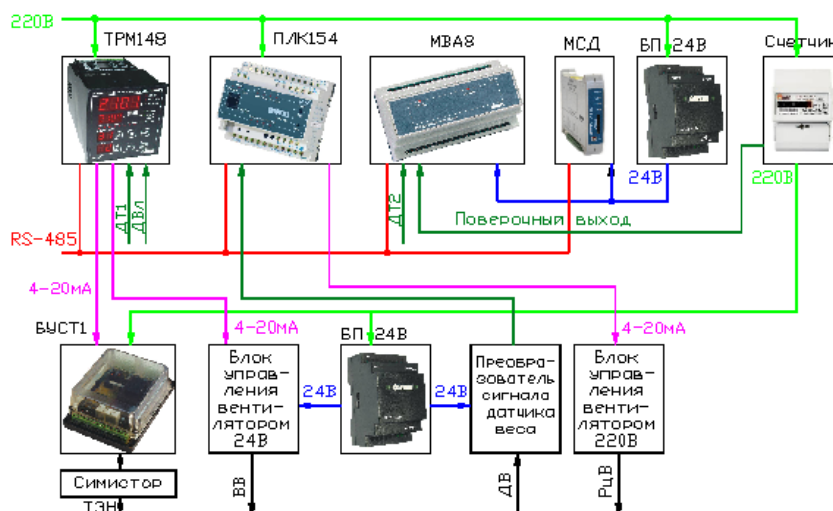 220В
ТРМ148
ПЛК154
МВА8
МСД
БП 24В
Счетчик
ДТ1
ДВл
ДТ2
24В
220В
Поверочный выход
RS-485
4-20мА
БУСТ1
4-20мА
БП 24В
4-20мА
Блок
управ-
ления
венти-
лятором
24В
24В
24В
Преобра-
зователь
сигнала
датчика
веса
Блок
управ-
ления
венти-
лятором
220В
Симистор
ТЭН
ВВ
ДВ
РцВ